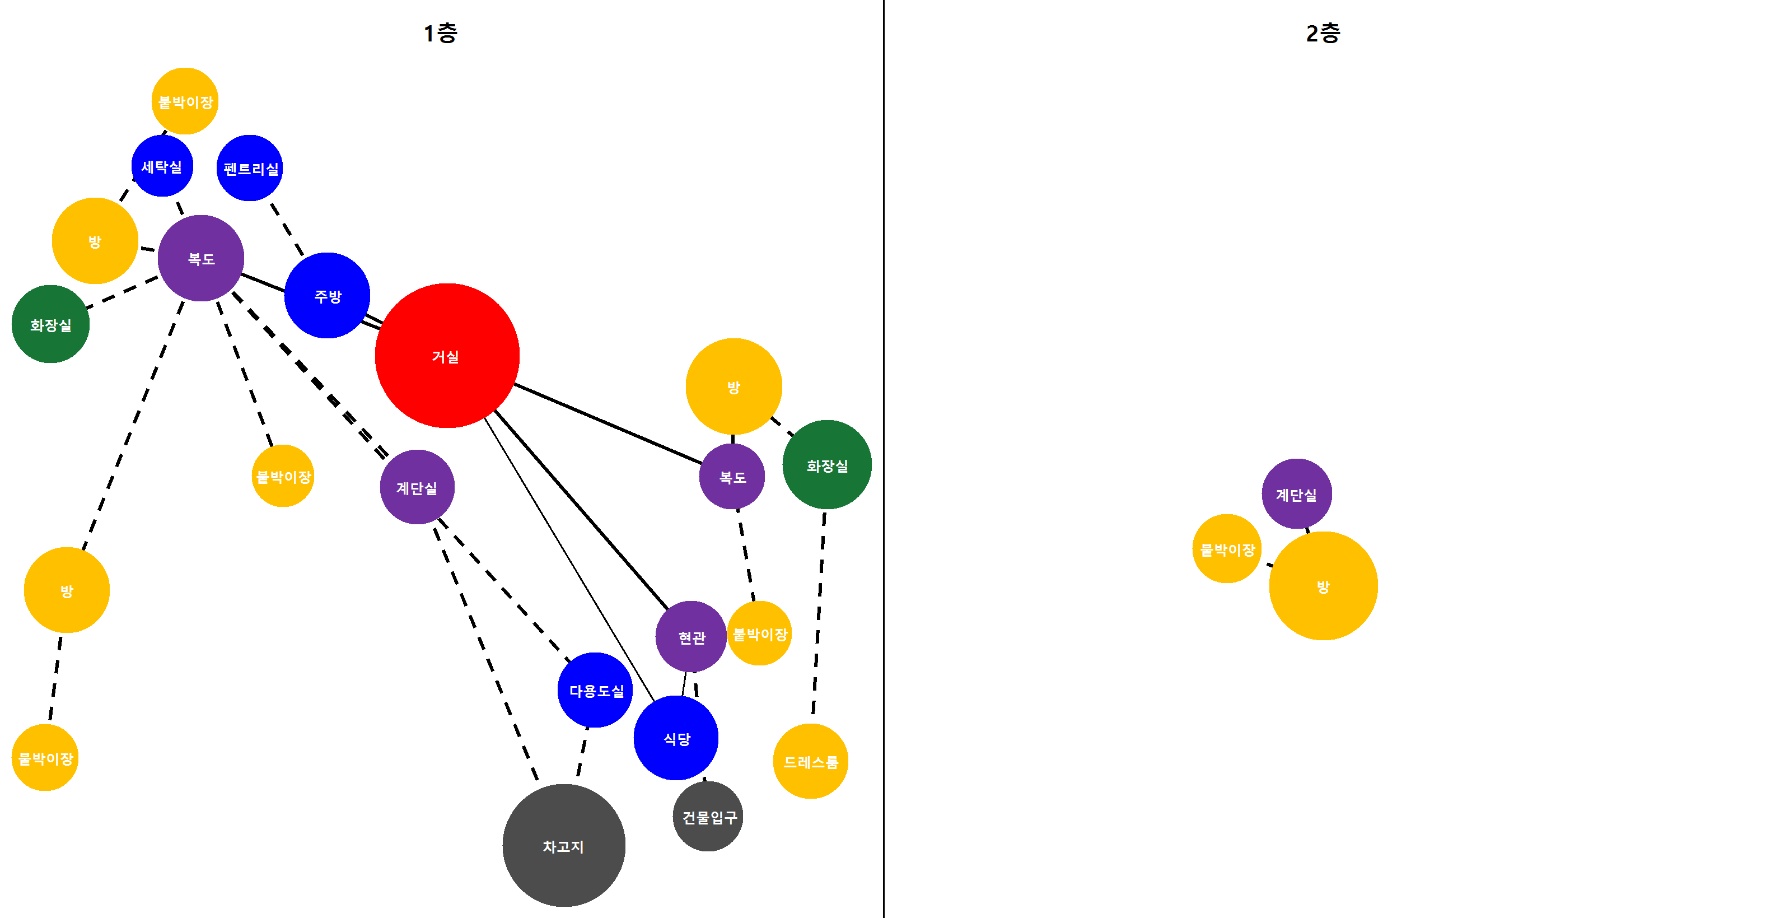 1층
붙박이장
세탁실
펜트리실
방
복도
주방
화장실
거실
방
복도
화장실
붙박이장
계단실
방
현관
붙박이장
다용도실
식당
붙박이장
드레스룸
건물입구
차고지
2층
계단실
붙박이장
방